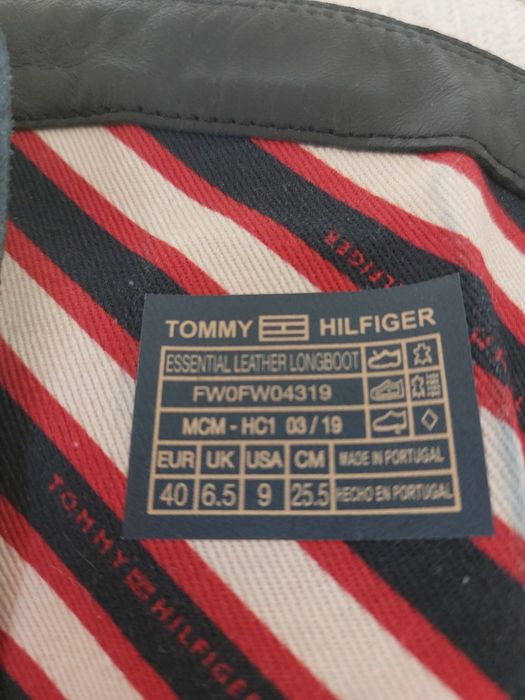 HILFIGER
TOMMY HILFIGER
ESSENTIAL LEATHER LONGBOOT
FW0FW04319
MCM - HC1 03 / 19
EUR UK USA CM MADE IN PORTUGAL
40 6.5 9 25.5 HECHO EN PORTUGAL
TOMMY HILFIGER